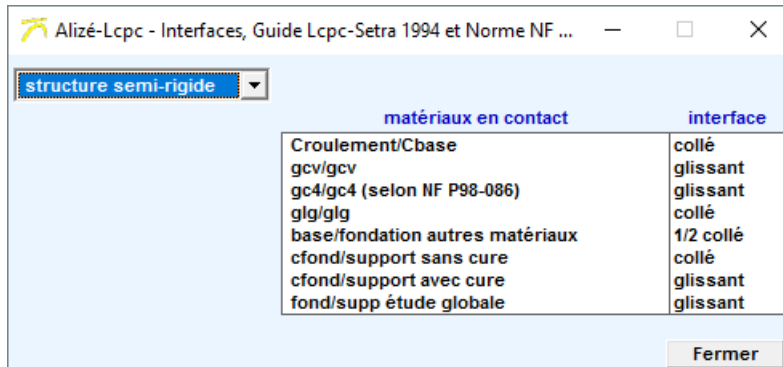 Alizé-Lcpc - Interfaces, Guide Lcpc-Setra 1994 et Norme NF ...
structure semi-rigide
matériaux en contact interface
Croulement/Cbase collé
gcv/gcv glissant
gc4/gc4 (selon NF P98-086) glissant
glg/glg collé
base/fondation autres matériaux 1/2 collé
cfond/support sans cure collé
cfond/support avec cure glissant
fond/supp étude globale glissant
Fermer